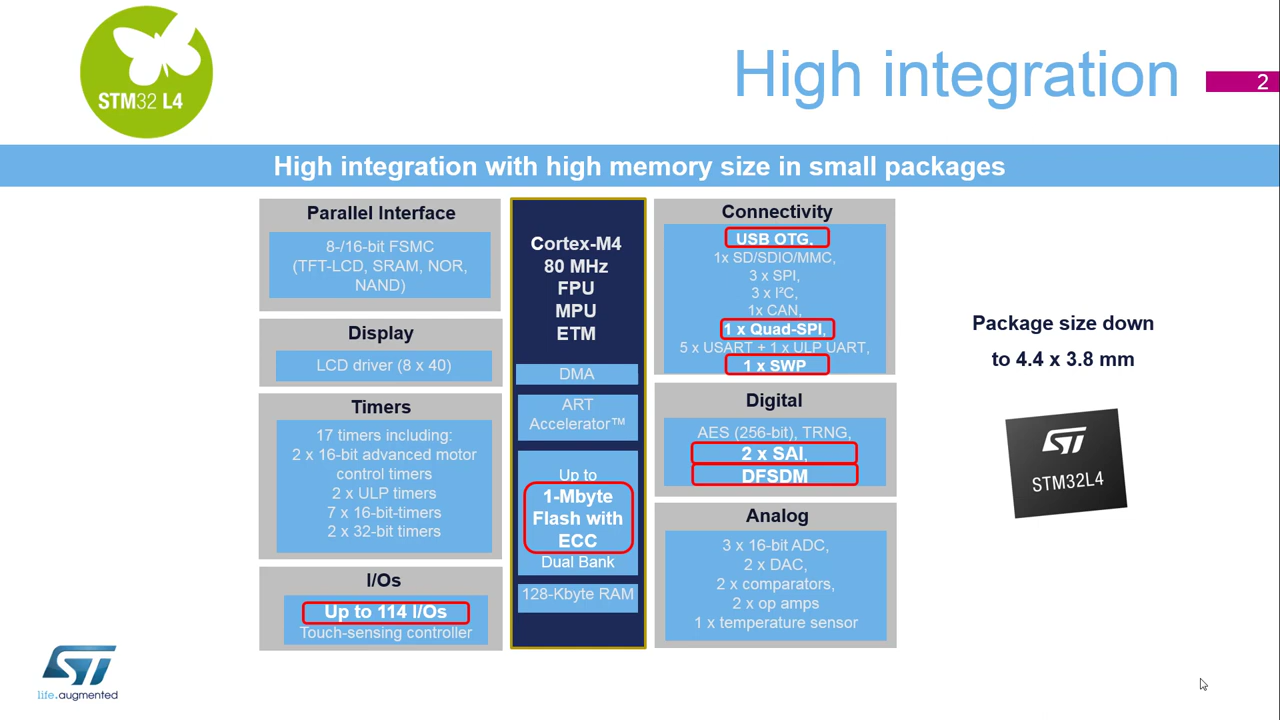 STM32 L4
High integration
2
High integration with high memory size in small packages
Parallel Interface
8-/16-bit FSMC
(TFT-LCD, SRAM, NOR,
NAND)
Display
LCD driver (8 x 40)
Timers
17 timers including:
2 x 16-bit advanced motor
control timers
2 x ULP timers
7 x 16-bit-timers
2 x 32-bit timers
I/Os
Up to 114 I/Os
Touch-sensing controller
Cortex-M4
80 MHz
FPU
MPU
ETM
DMA
ART
Accelerator™
Up to
1-Mbyte
Flash with
ECC
Dual Bank
128-Kbyte RAM
Connectivity
USB OTG,
1x SD/SDIO/MMC,
3 x SPI,
3 x I²C,
1x CAN,
1 x Quad-SPI,
5 x USART + 1 x ULP UART,
1 x SWP
Digital
AES (256-bit), TRNG,
2 x SAI,
DFSDM
Analog
3 x 16-bit ADC,
2 x DAC,
2 x comparators,
2 x op amps
1 x temperature sensor
Package size down
to 4.4 x 3.8 mm
ST
STM32L4
ST
life.augmented